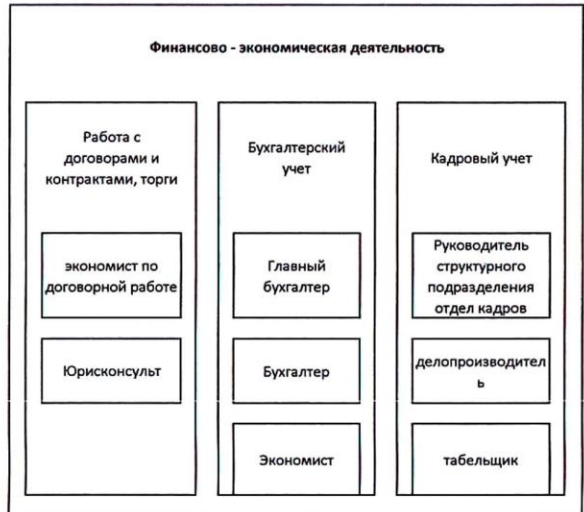 Финансово - экономическая деятельность
Работа с
договорами и
контрактами, торги
экономист по
договорной работе
Юрисконсульт
Бухгалтерский
учет
Главный
бухгалтер
Бухгалтер
Экономист
Кадровый учет
Руководитель
структурного
подразделения
отдел кадров
делопроизводител
ь
табельщик